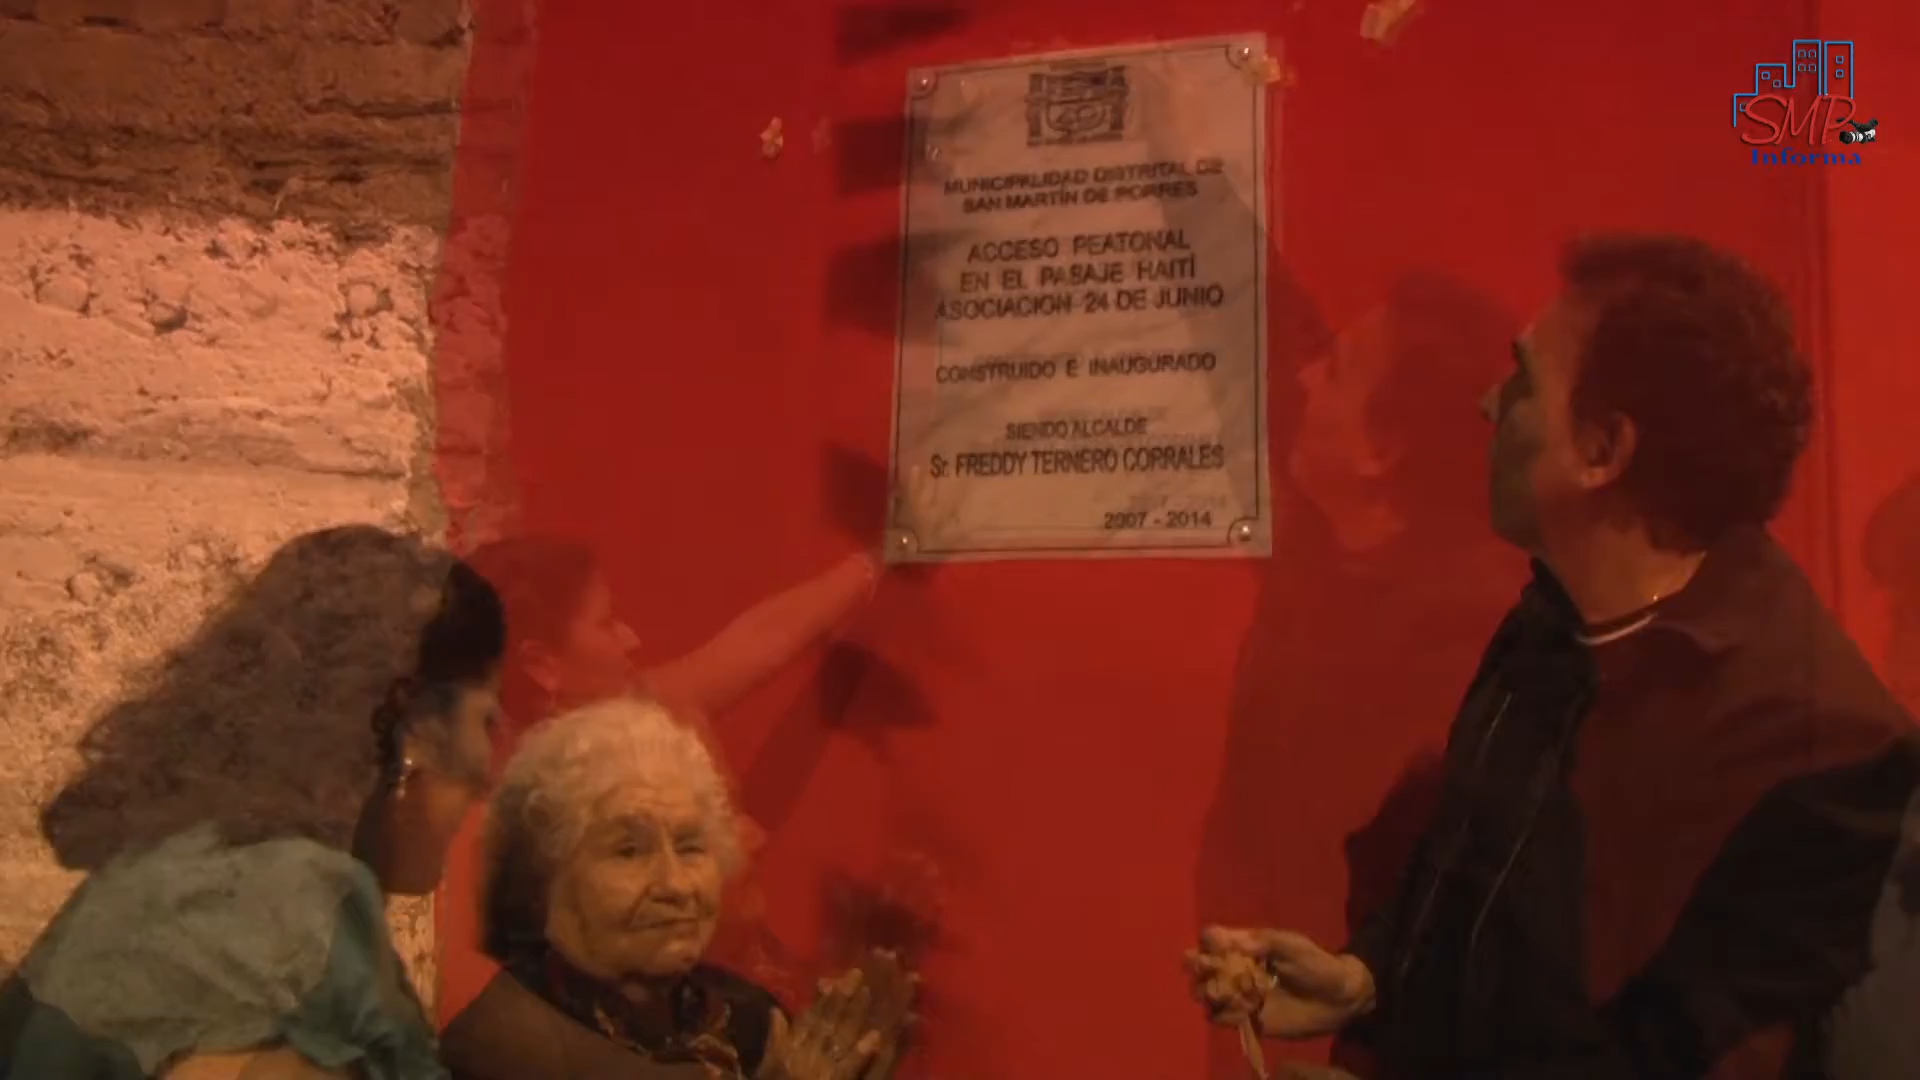 MUNICIPALIDAD DISTRITAL DE
SAN MARTÍN DE PORRES
ACCESO PEATONAL
EN EL PASAJE HAITÍ
ASOCIACION 24 DE JUNIO
CONSTRUIDO E INAUGURADO
SIENDO ALCALDE
Sr. FREDDY TERNERO CORRALES
2007 - 2014
SMP
Informa